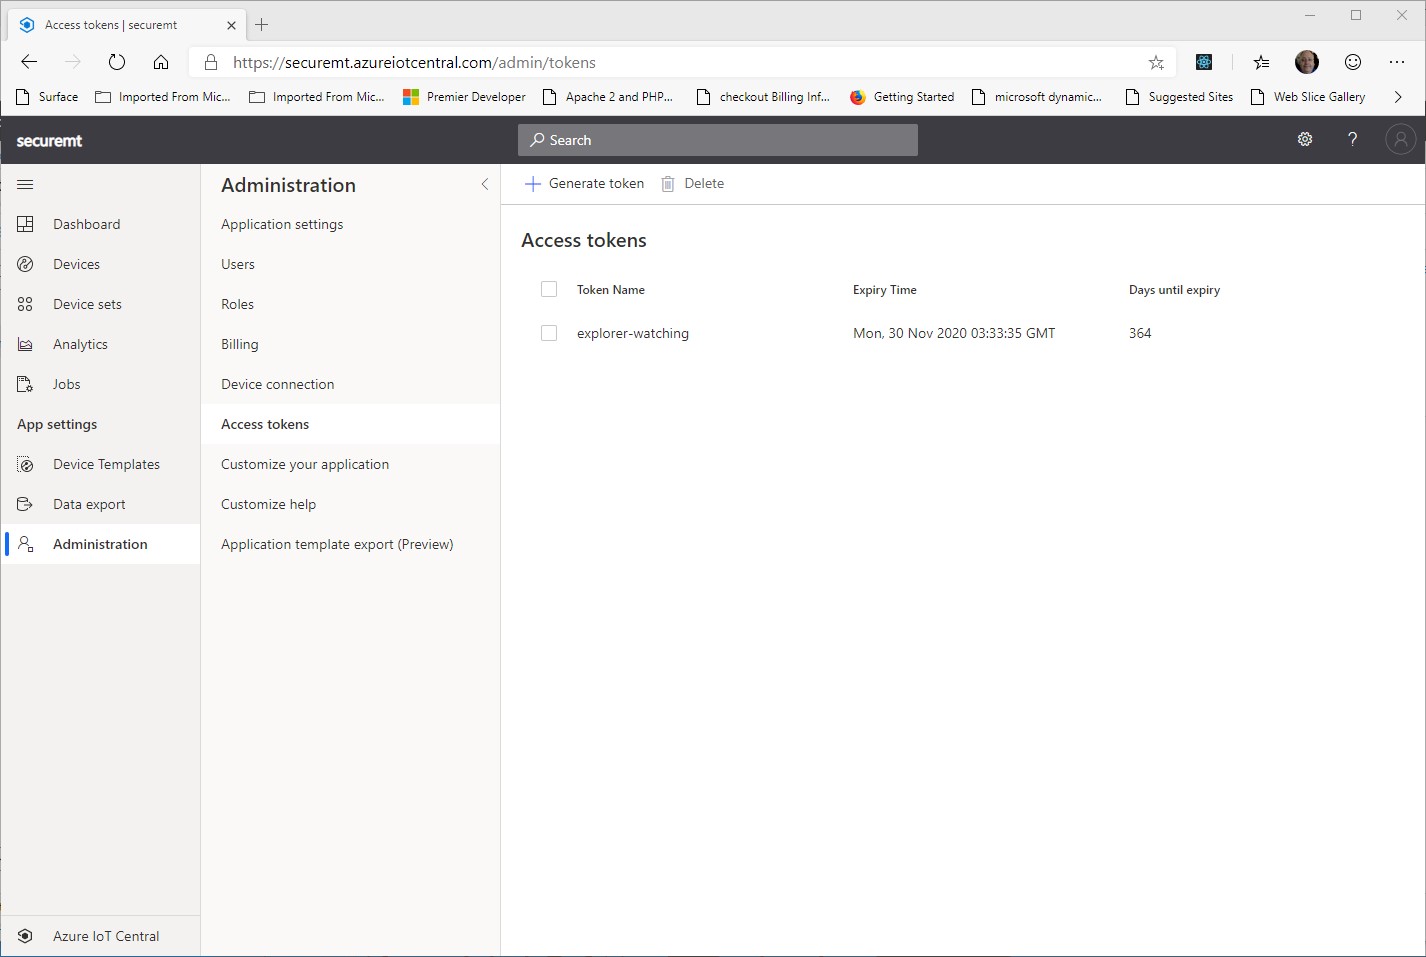 Access tokens | securemt
https://securemt.azureiotcentral.com/admin/tokens
Surface
Imported From Mic...
Imported From Mic...
Premier Developer
Apache 2 and PHP...
checkout Billing Inf...
Getting Started
microsoft dynamic...
Suggested Sites
Web Slice Gallery
securemt
Search
?
Dashboard
Devices
Device sets
Analytics
Jobs
App settings
Device Templates
Data export
Administration
Azure IoT Central
Administration
Application settings
Users
Roles
Billing
Device connection
Access tokens
Customize your application
Customize help
Application template export (Preview)
Generate token
Delete
Access tokens
Token Name Expiry Time Days until expiry
explorer-watching Mon, 30 Nov 2020 03:33:35 GMT 364